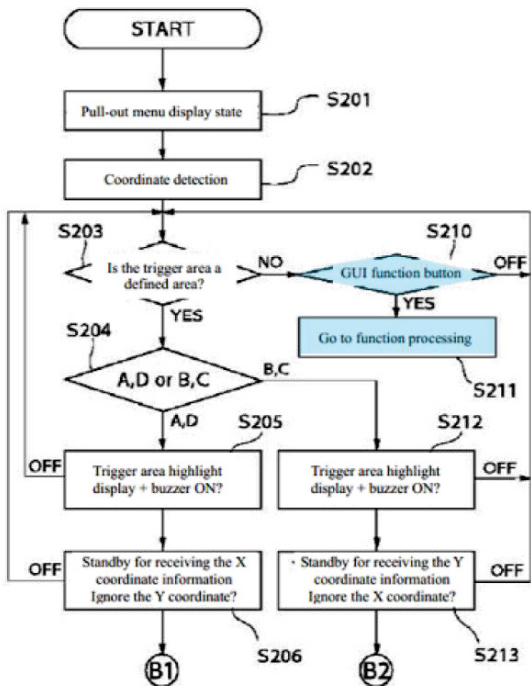 START
S201
Pull-out menu display state
S202
Coordinate detection
S203
S210
Is the trigger area a
defined area?
NO
GUI function button
OFF
YES
YES
S204
Go to function processing
S211
A,D or B,C
B,C
A,D
S205
S212
OFF
Trigger area highlight
display + buzzer ON?
Trigger area highlight
display + buzzer ON?
OFF
OFF
Standby for receiving the X
coordinate information
Ignore the Y coordinate?
· Standby for receiving the Y
coordinate information
Ignore the X coordinate?
OFF
S206
S213
B1
B2